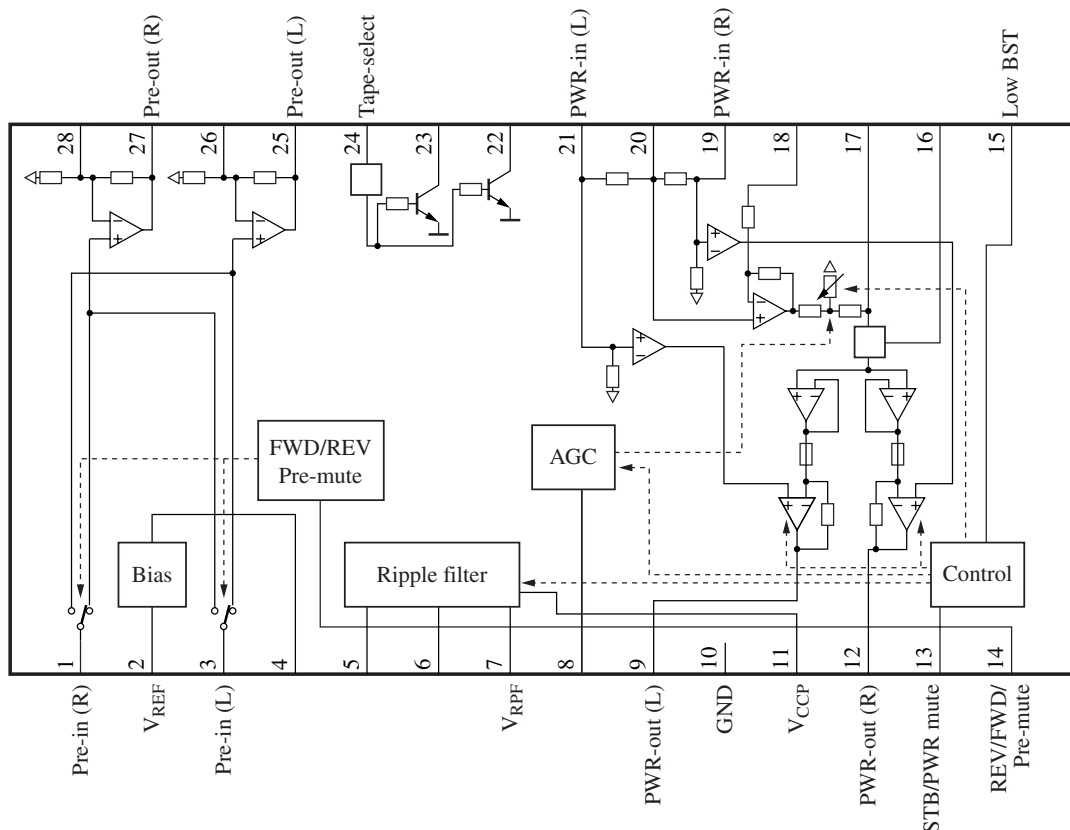 Pre-out (R)
Pre-out (L)
Tape-select
PWR-in (L)
PWR-in (R)
Low BST
28
27
26
25
24
23
22
21
20
19
18
17
16
15
FWD/REV
Pre-mute
AGC
Bias
Ripple filter
Control
1
2
3
4
5
6
7
8
9
10
11
12
13
14
Pre-in (R)
VREF
Pre-in (L)
VRPF
PWR-out (L)
GND
VCCP
PWR-out (R)
STB/PWR mute
REV/FWD/
Pre-mute